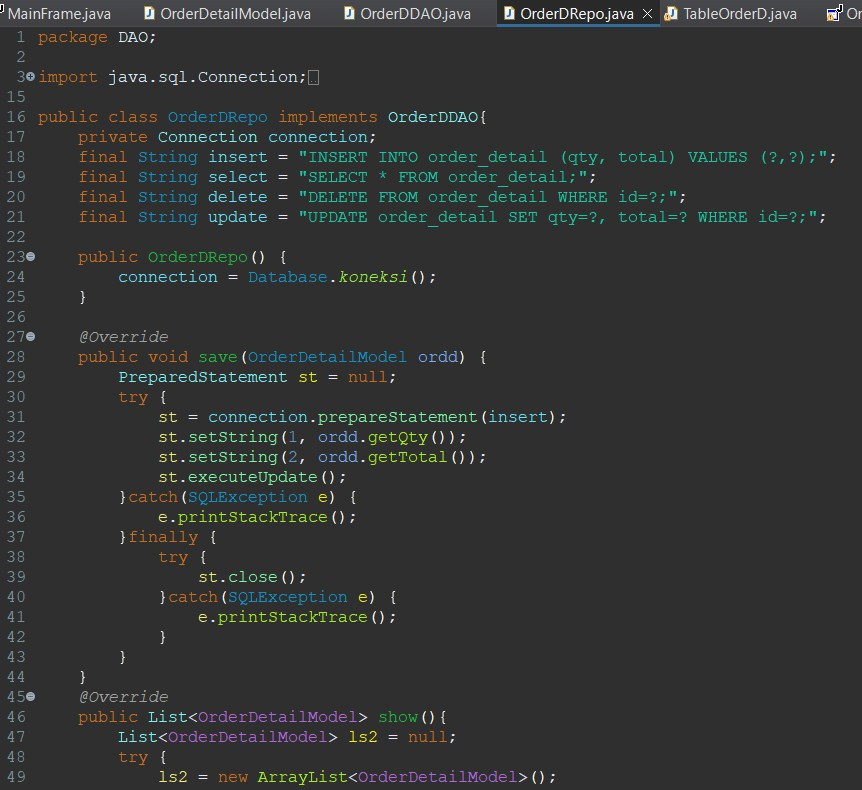 MainFrame.java OrderDetailModel.java OrderDDAO.java OrderDRepo.java TableOrderD.java Or
1 package DAO;
2
3 import java.sql.Connection;
15
16 public class OrderDRepo implements OrderDDAO{
17     private Connection connection;
18     final String insert = "INSERT INTO order_detail (qty, total) VALUES (?,?);";
19     final String select = "SELECT * FROM order_detail;";
20     final String delete = "DELETE FROM order_detail WHERE id=?;";
21     final String update = "UPDATE order_detail SET qty=?, total=? WHERE id=?;";
22
23     public OrderDRepo() {
24         connection = Database.koneksi();
25     }
26
27     @Override
28     public void save(OrderDetailModel ordd) {
29         PreparedStatement st = null;
30         try {
31             st = connection.prepareStatement(insert);
32             st.setString(1, ordd.getQty());
33             st.setString(2, ordd.getTotal());
34             st.executeUpdate();
35         }catch(SQLException e) {
36             e.printStackTrace();
37         }finally {
38             try {
39                 st.close();
40             }catch(SQLException e) {
41                 e.printStackTrace();
42             }
43         }
44     }
45     @Override
46     public List<OrderDetailModel> show(){
47         List<OrderDetailModel> ls2 = null;
48         try {
49             ls2 = new ArrayList<OrderDetailModel>();